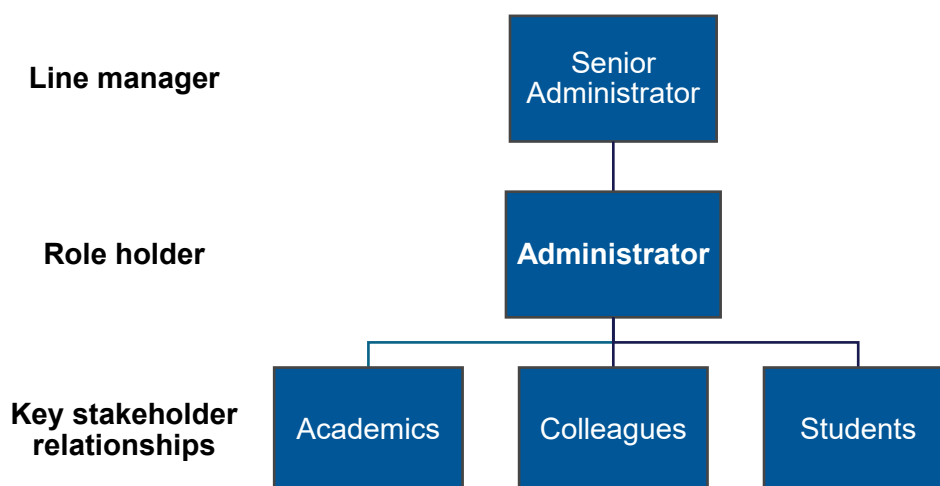 Line manager
Senior
Administrator
Role holder
Administrator
Key stakeholder
relationships
Academics
Colleagues
Students